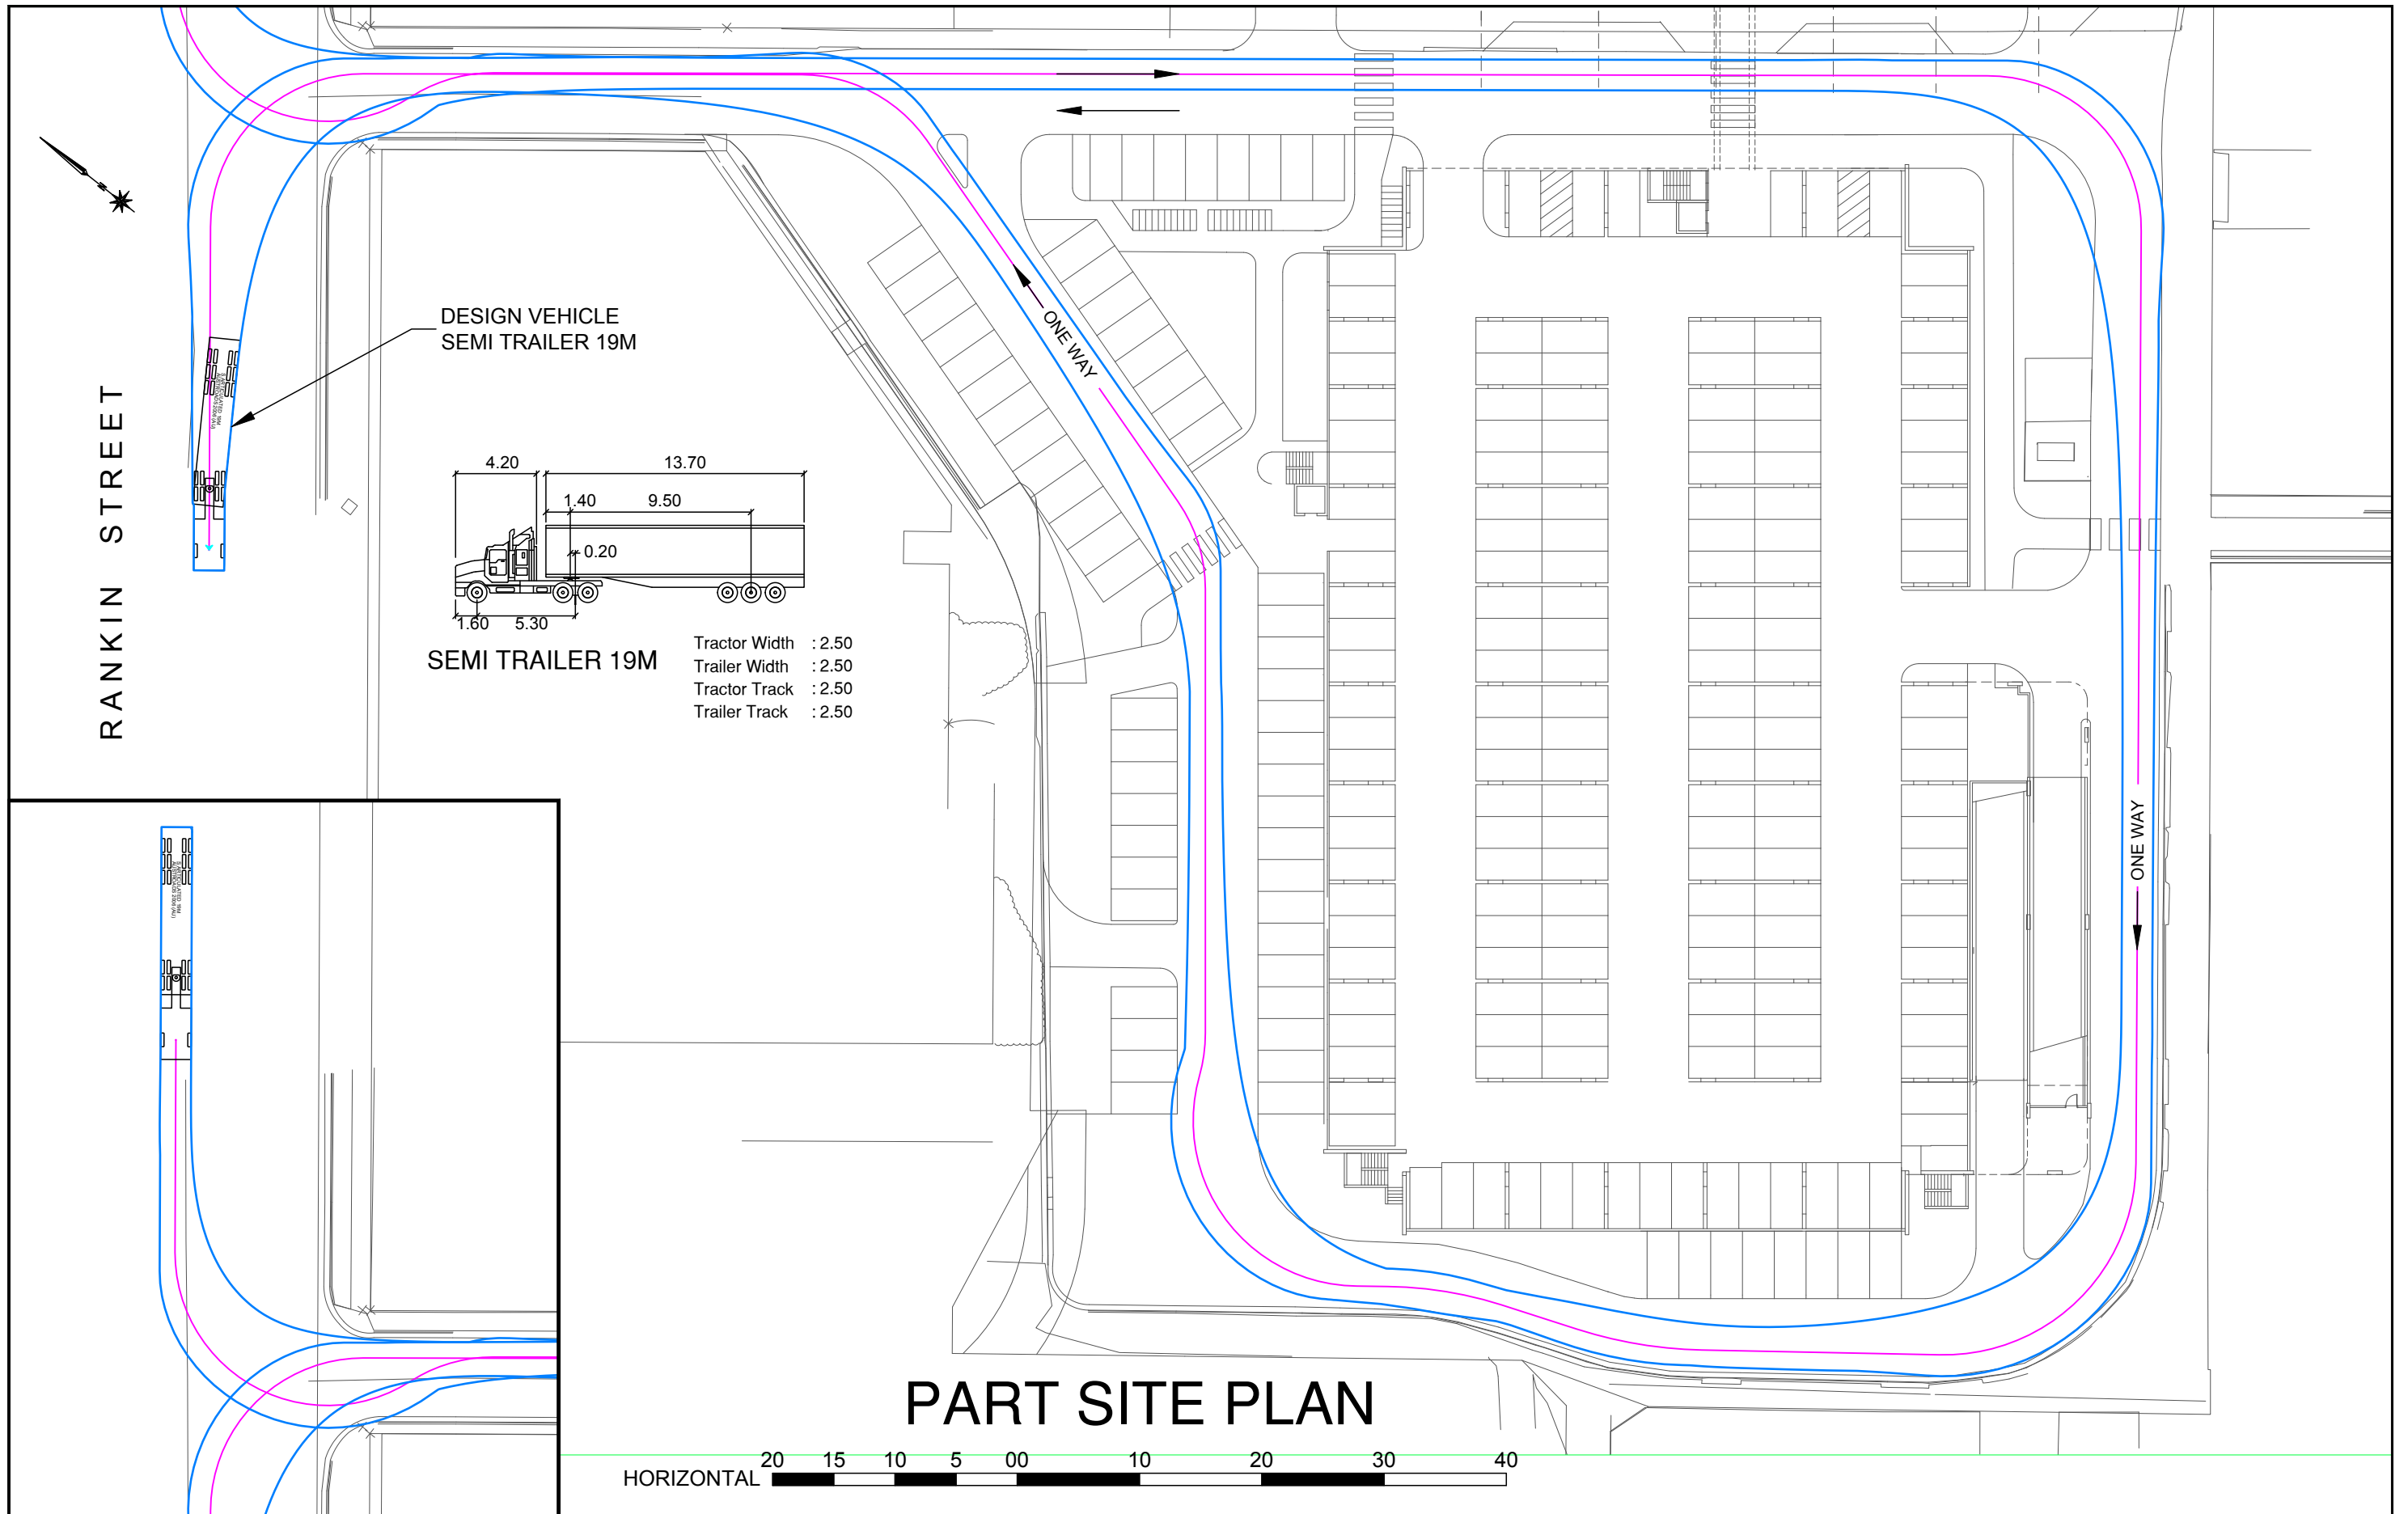 DESIGN VEHICLE
SEMI TRAILER 19M
RANKIN STREET
ONE WAY
4.20
13.70
1.40
9.50
0.20
1.60
5.30
SEMI TRAILER 19M
Tractor Width : 2.50
Trailer Width : 2.50
Tractor Track : 2.50
Trailer Track : 2.50
ONE WAY
PART SITE PLAN
HORIZONTAL
20 15 10 5 00 10 20 30 40